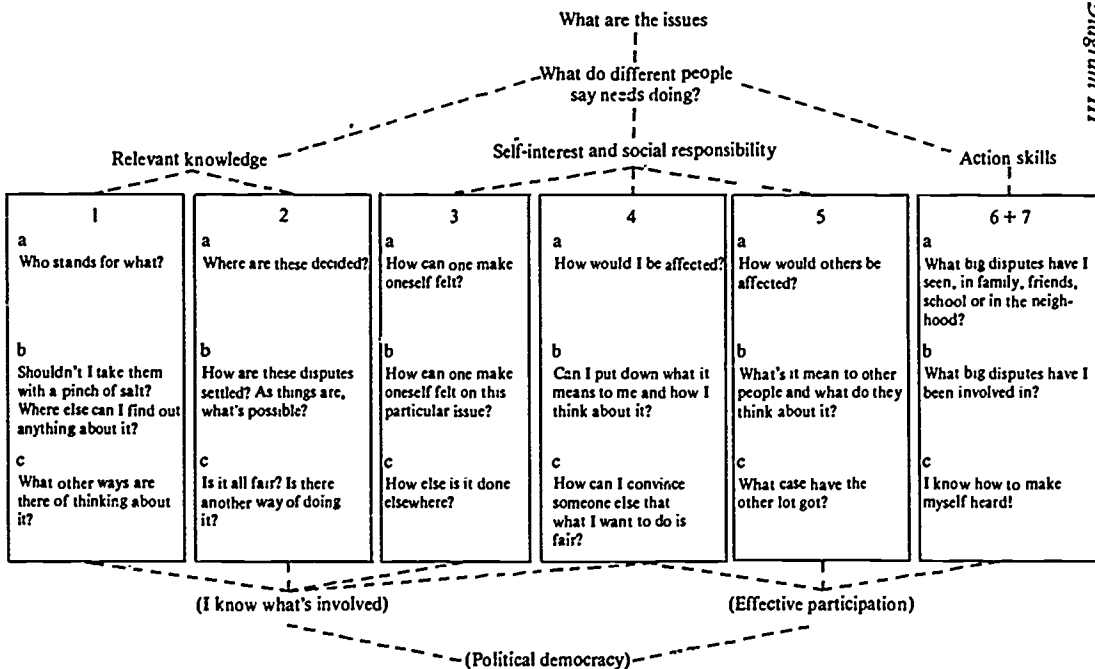 What are the issues
What do different people
say needs doing?
Diagram III
Relevant knowledge
Self-interest and social responsibility
Action skills
1
a
Who stands for what?
b
Shouldn't I take them
with a pinch of salt?
Where else can I find out
anything about it?
c
What other ways are
there of thinking about
it?
2
a
Where are these decided?
b
How are these disputes
settled? As things are,
what's possible?
c
Is it all fair? Is there
another way of doing
it?
3
a
How can one make
oneself felt?
b
How can one make
oneself felt on this
particular issue?
c
How else is it done
elsewhere?
4
a
How would I be affected?
b
Can I put down what it
means to me and how I
think about it?
c
How can I convince
someone else that
what I want to do is
fair?
5
a
How would others be
affected?
b
What's it mean to other
people and what do they
think about it?
c
What case have the
other lot got?
6 + 7
a
What big disputes have I
seen, in family, friends,
school or in the neigh-
hood?
b
What big disputes have I
been involved in?
c
I know how to make
myself heard!
(I know what's involved)
(Effective participation)
(Political democracy)